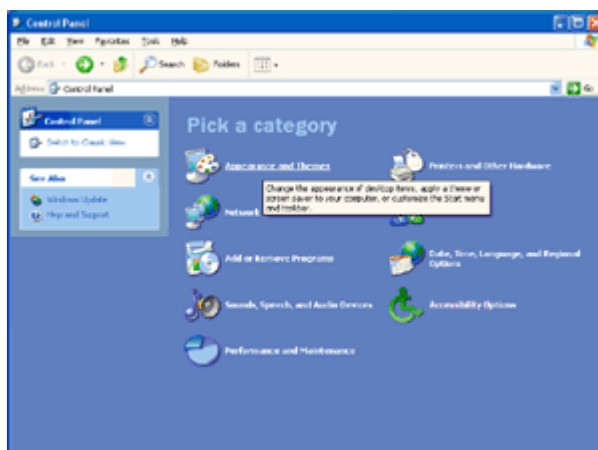 Control Panel
File Edit View Favorites Tools Help
Back Search Folders
Address Control Panel Go
Control Panel
Switch to Classic View
See Also
Windows Update
Help and Support
Pick a category
Appearance and Themes
Printers and Other Hardware
Change the appearance of desktop items, apply a theme or
screen saver to your computer, or customize the Start menu
and taskbar.
Network
Add or Remove Programs
Date, Time, Language, and Regional
Options
Sounds, Speech, and Audio Devices
Accessibility Options
Performance and Maintenance